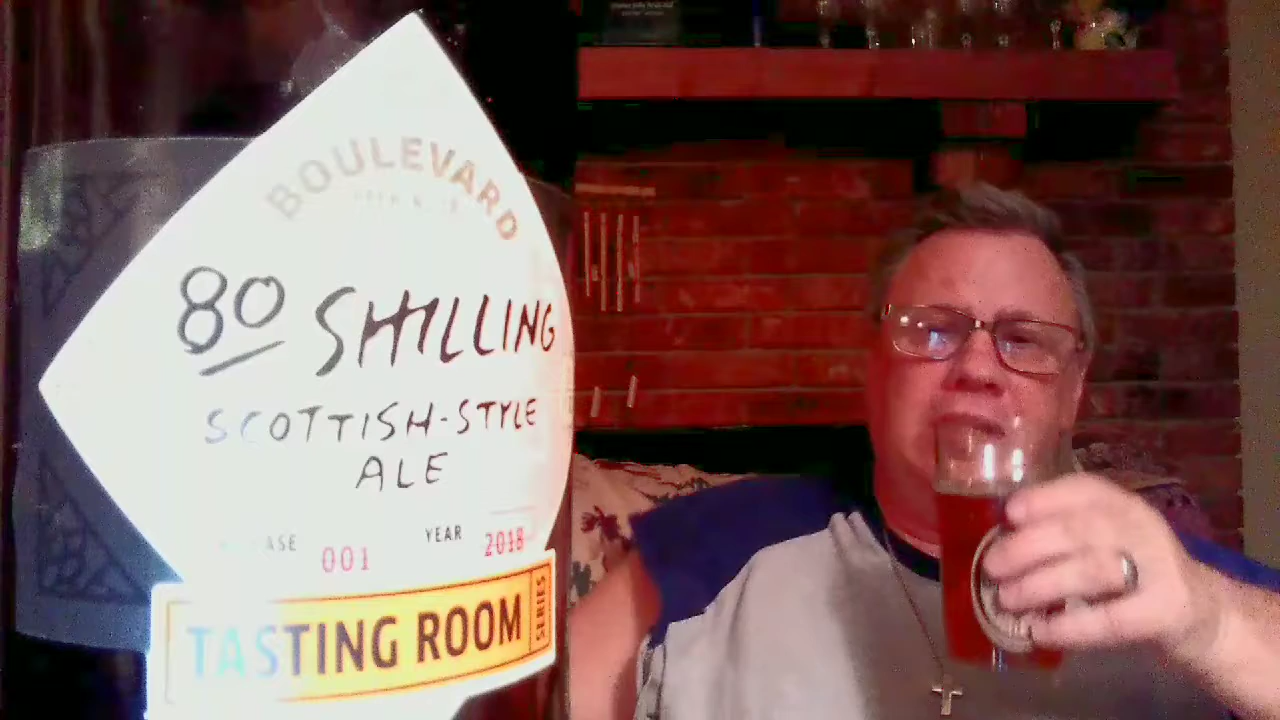 BOULEVARD
80 SHILLING
SCOTTISH-STYLE
ALE
YEAR
001 2018
TASTING ROOM SERIES